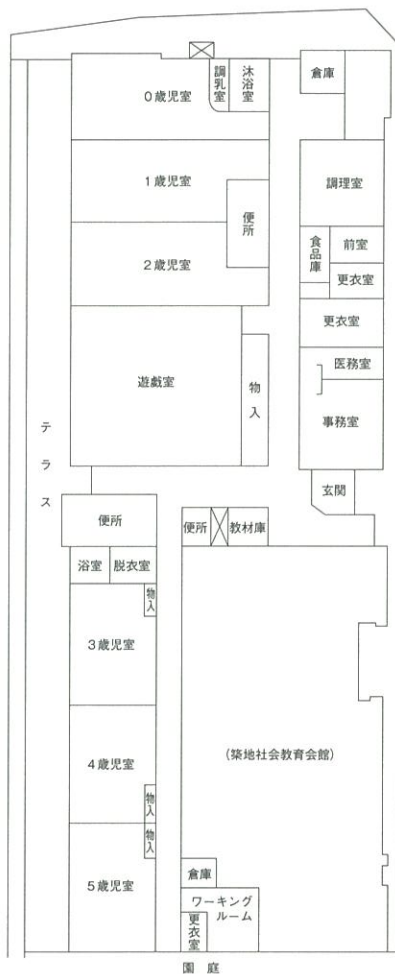 調乳室
沐浴室
倉庫
0歳児室
1歳児室
調理室
便所
食品庫
前室
2歳児室
更衣室
更衣室
医務室
遊戯室
物入
事務室
テラス
玄関
便所
便所
教材庫
浴室
脱衣室
物入
3歳児室
(築地社会教育会館)
4歳児室
物入
物入
倉庫
5歳児室
ワーキング
ルーム
更衣室
園庭